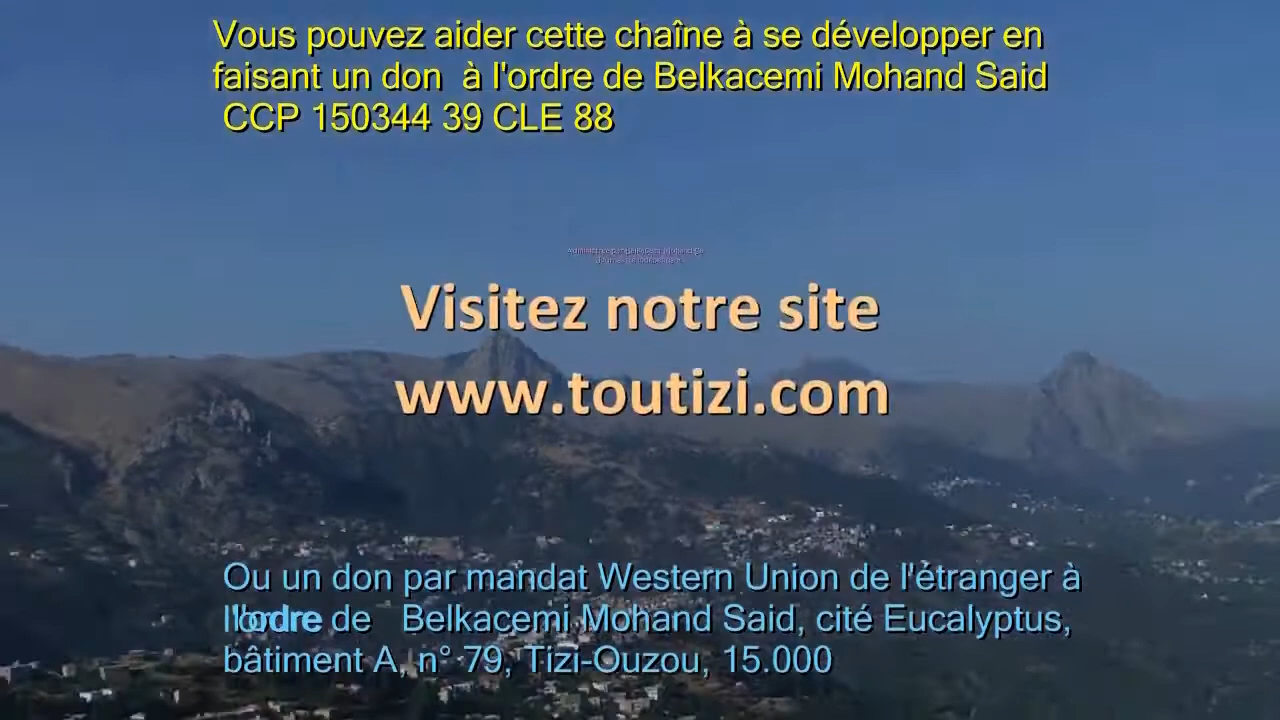 Vous pouvez aider cette chaîne à se développer en
faisant un don à l'ordre de Belkacemi Mohand Said
CCP 150344 39 CLE 88
Visitez notre site
www.toutizi.com
Ou un don par mandat Western Union de l'étranger à
l'ordre de Belkacemi Mohand Said, cité Eucalyptus,
bâtiment A, n° 79, Tizi-Ouzou, 15.000